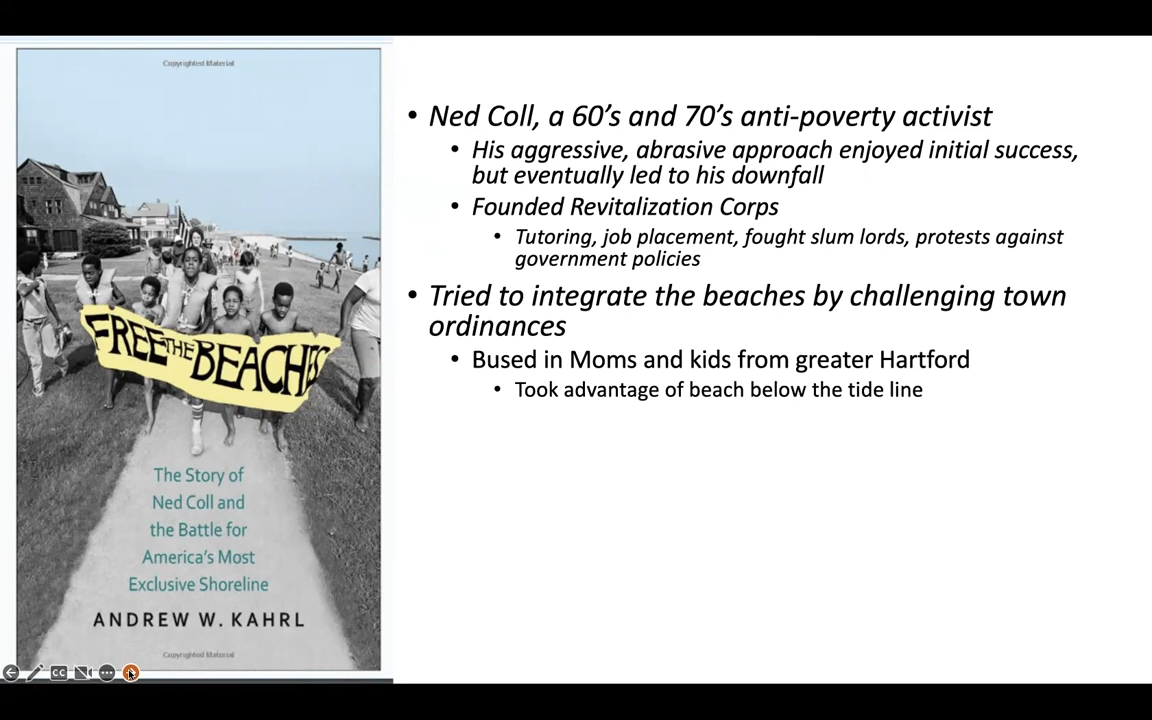 Copyrighted Material
FREE THE BEACHES
The Story of
Ned Coll and
the Battle for
America's Most
Exclusive Shoreline
ANDREW W. KAHRL
Copyrighted Material
• Ned Coll, a 60's and 70's anti-poverty activist
• His aggressive, abrasive approach enjoyed initial success,
but eventually led to his downfall
• Founded Revitalization Corps
• Tutoring, job placement, fought slum lords, protests against
government policies
• Tried to integrate the beaches by challenging town
ordinances
• Bused in Moms and kids from greater Hartford
• Took advantage of beach below the tide line
CC